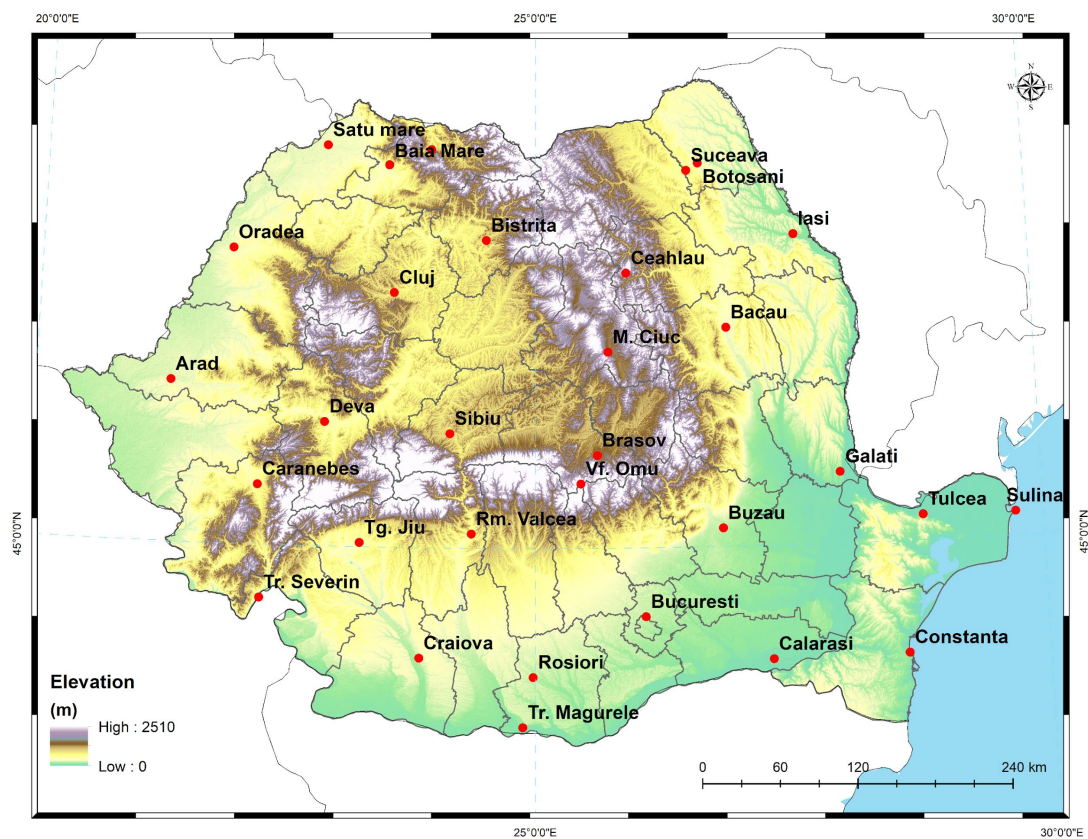 20°0'0"E 25°0'0"E 30°0'0"E
N
W E
S
Satu mare
Baia Mare
Suceava
Botosani
Iasi
Oradea
Bistrita
Ceahlau
Cluj
Bacau
M. Ciuc
Arad
Deva
Sibiu
Brasov
Galati
Caranebes
Vf. Omu
Tulcea
Sulina
Tg. Jiu
Rm. Valcea
Buzau
45°0'0"N
45°0'0"N
Tr. Severin
Bucuresti
Craiova
Rosiori
Calarasi
Constanta
Tr. Magurele
Elevation
(m)
High : 2510
Low : 0
0 60 120 240 km
25°0'0"E 30°0'0"E